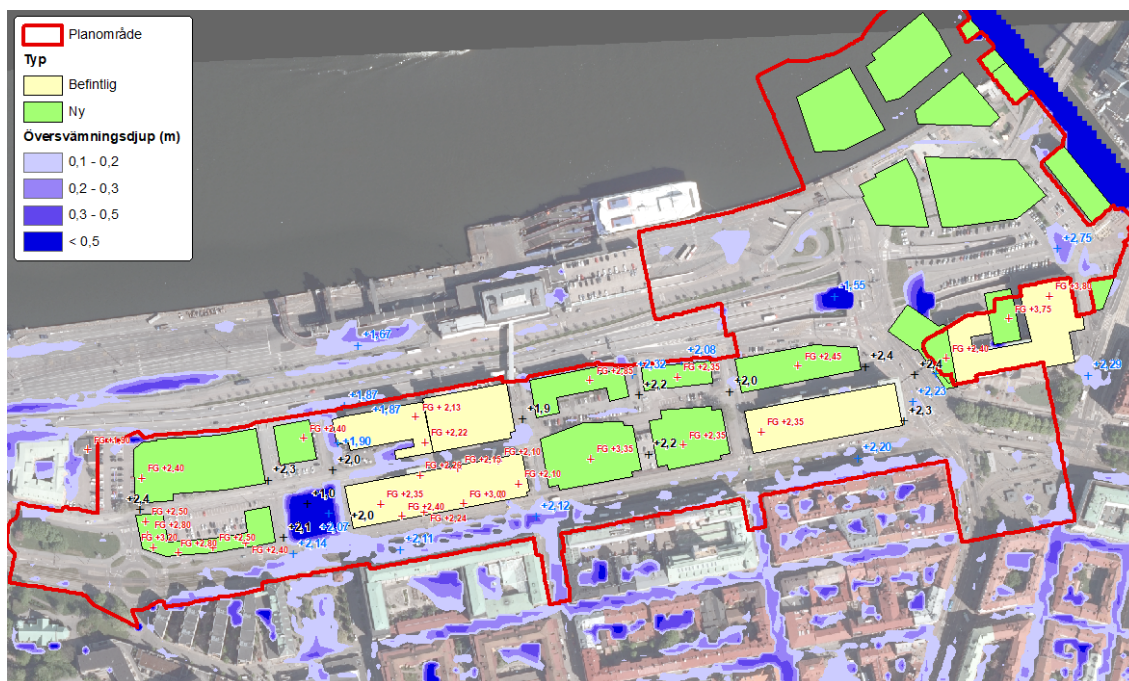 Planområde
Typ
Befintlig
Ny
Översvämningsdjup (m)
0,1 - 0,2
0,2 - 0,3
0,3 - 0,5
< 0,5
+2,75
+1,55
FG +3,80
FG +3,75
+1,67
+2,08
FG +2,40
+2,32
FG +2,45
+2,4
FG +2,85
FG +2,35
+2,4
+2,29
+2,2
+2,0
+1,87
+1,87
FG +2,13
+1,9
+2,23
+2,3
FG +2,40
+1,90
FG +2,22
FG +2,35
FG +2,35
+2,2
FG +2,10
FG +2,15
FG +3,35
+2,20
FG +2,40
+2,3
+2,0
FG +2,10
+2,4
+1,0
FG +2,35
FG +3,00
FG +2,50
+2,07
+2,0
FG +2,40
FG +2,24
+2,12
FG +2,80
+2,1
FG +3,20
FG +2,80
FG +2,50
FG +2,40
+2,14
+2,11